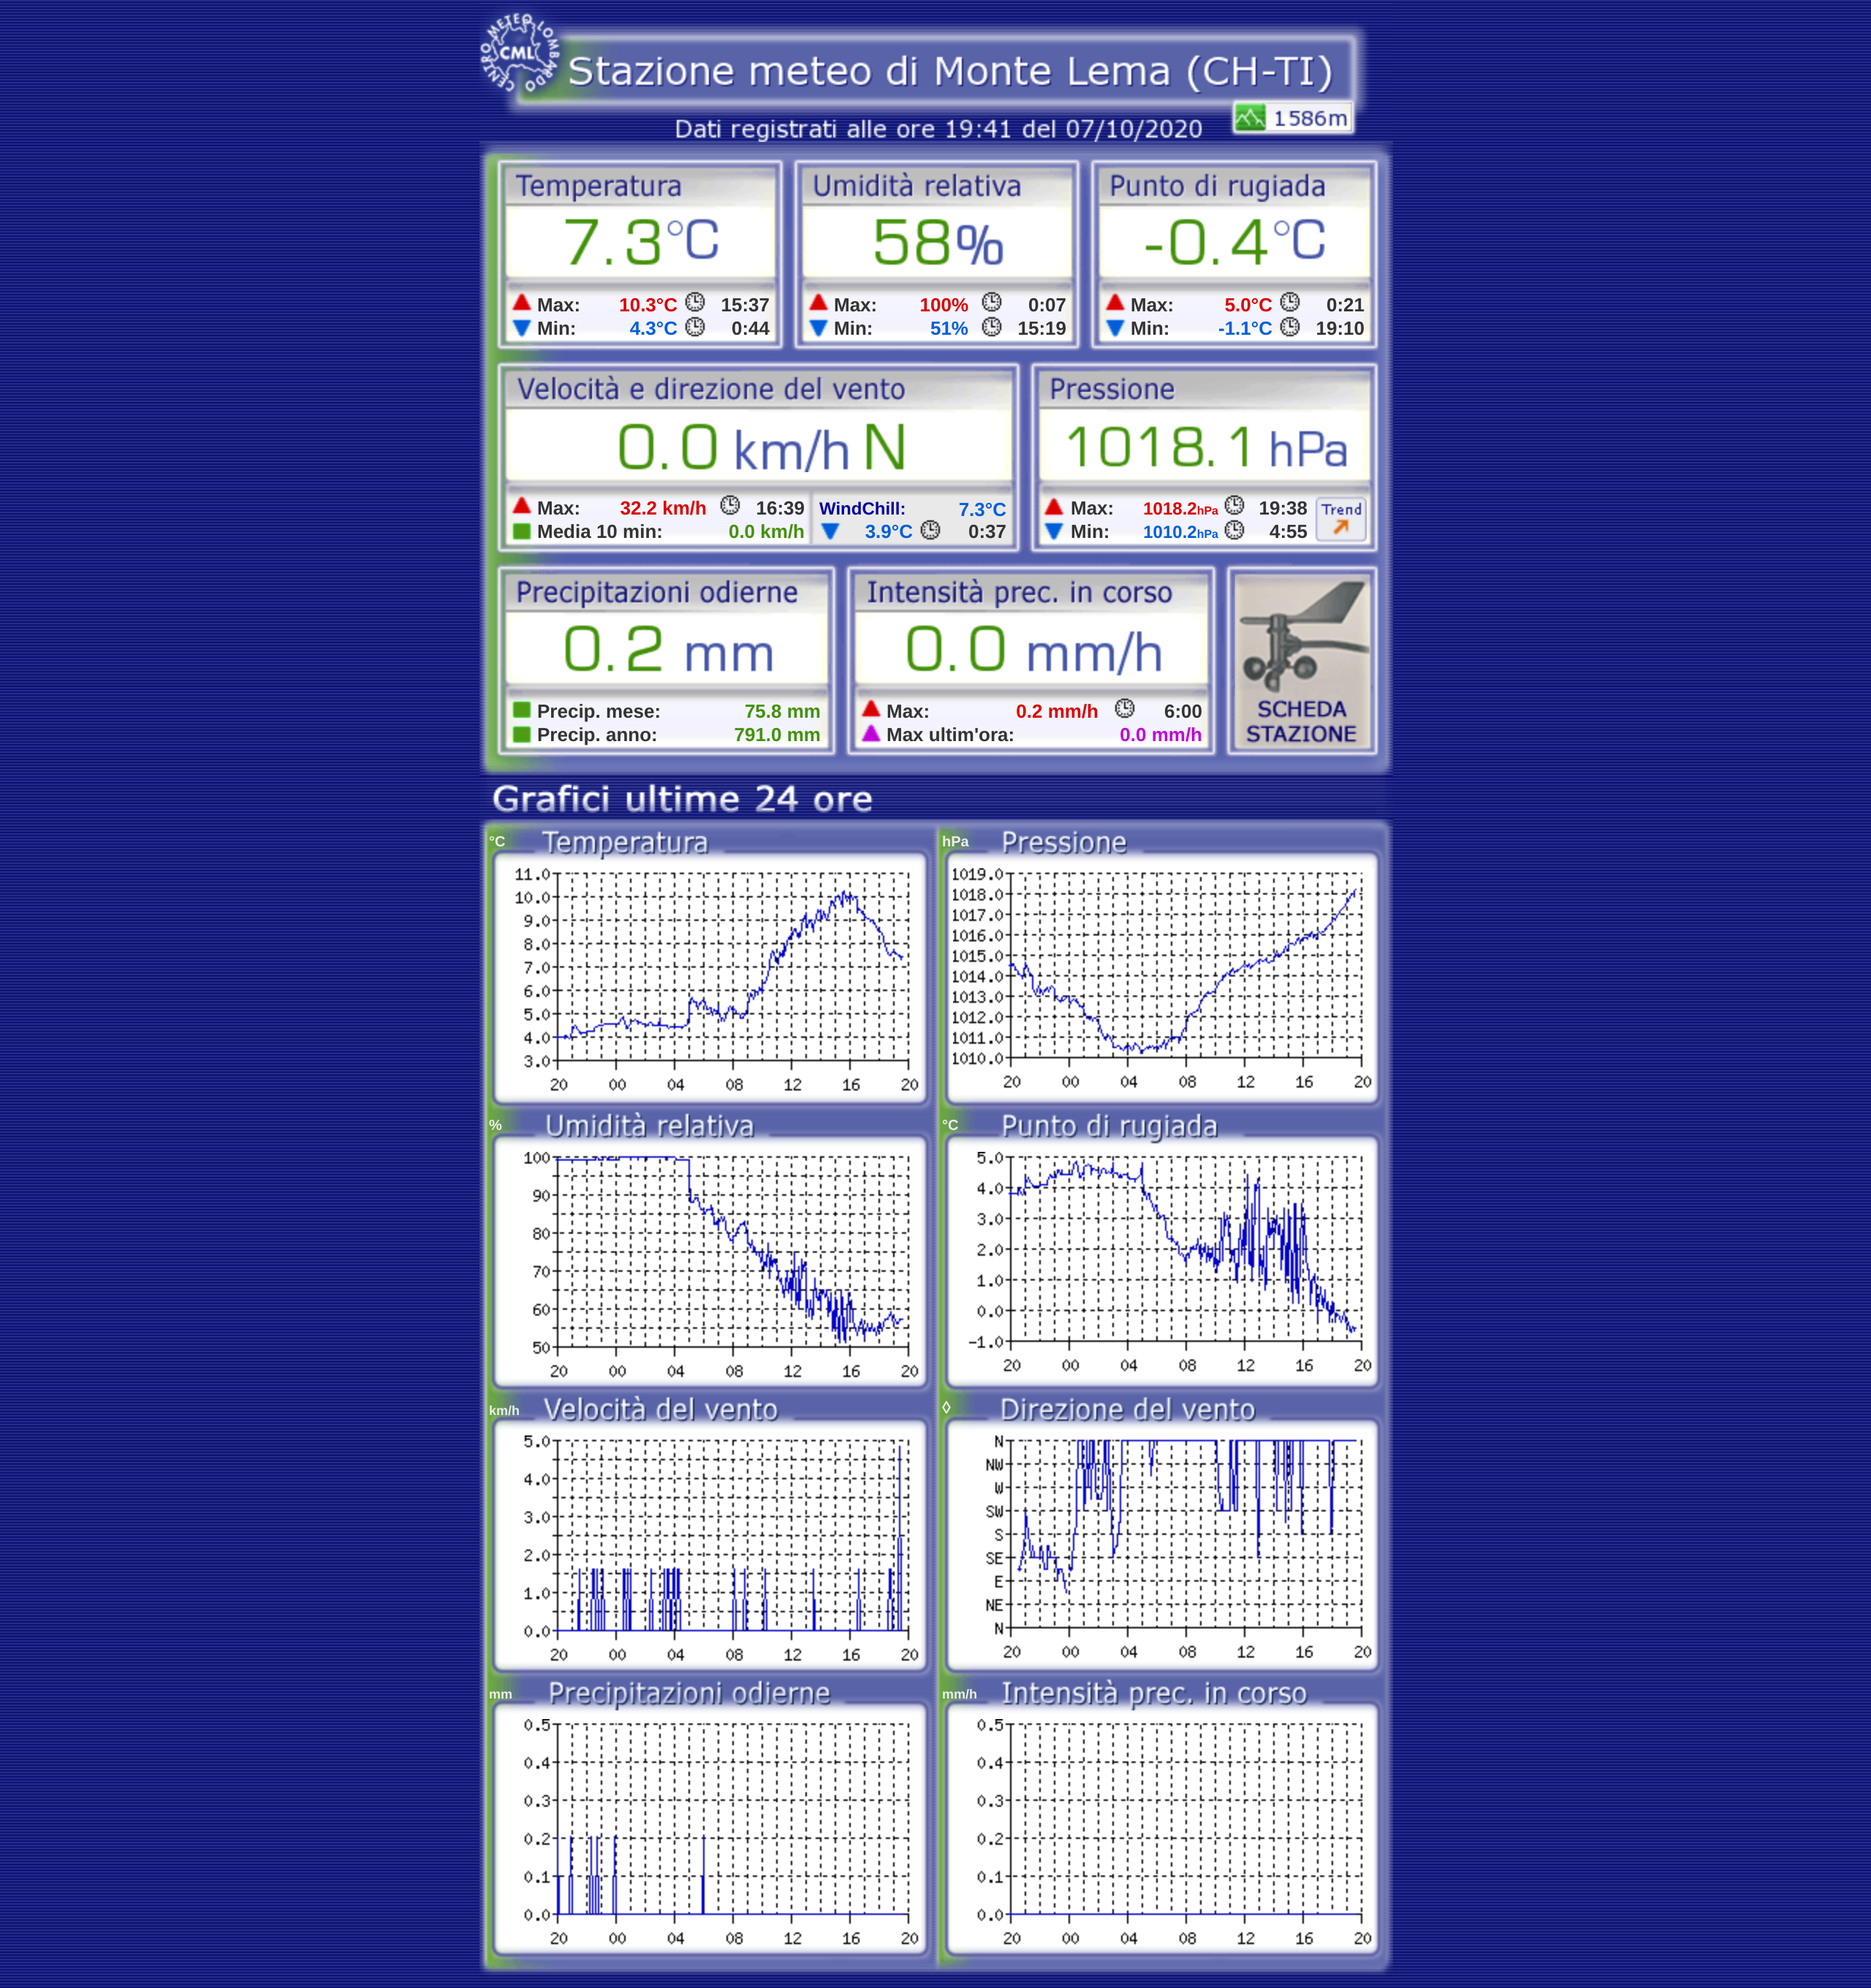 CENTRO METEO LOMBARDO
CML
Stazione meteo di Monte Lema (CH-TI)
Dati registrati alle ore 19:41 del 07/10/2020
1586m
Temperatura
7.3°C
Max: 10.3°C 15:37
Min: 4.3°C 0:44
Umidità relativa
58%
Max: 100% 0:07
Min: 51% 15:19
Punto di rugiada
-0.4°C
Max: 5.0°C 0:21
Min: -1.1°C 19:10
Velocità e direzione del vento
0.0 km/h N
Max: 32.2 km/h 16:39
Media 10 min: 0.0 km/h
WindChill: 7.3°C
3.9°C 0:37
Pressione
1018.1 hPa
Max: 1018.2hPa 19:38
Min: 1010.2hPa 4:55
Trend
Precipitazioni odierne
0.2 mm
Precip. mese: 75.8 mm
Precip. anno: 791.0 mm
Intensità prec. in corso
0.0 mm/h
Max: 0.2 mm/h 6:00
Max ultim'ora: 0.0 mm/h
SCHEDA
STAZIONE
Grafici ultime 24 ore
°C Temperatura
11.0
10.0
9.0
8.0
7.0
6.0
5.0
4.0
3.0
20 00 04 08 12 16 20
hPa Pressione
1019.0
1018.0
1017.0
1016.0
1015.0
1014.0
1013.0
1012.0
1011.0
1010.0
20 00 04 08 12 16 20
% Umidità relativa
100
90
80
70
60
50
20 00 04 08 12 16 20
°C Punto di rugiada
5.0
4.0
3.0
2.0
1.0
0.0
-1.0
20 00 04 08 12 16 20
km/h Velocità del vento
5.0
4.0
3.0
2.0
1.0
0.0
20 00 04 08 12 16 20
◊ Direzione del vento
N
NW
W
SW
S
SE
E
NE
N
20 00 04 08 12 16 20
mm Precipitazioni odierne
0.5
0.4
0.3
0.2
0.1
0.0
20 00 04 08 12 16 20
mm/h Intensità prec. in corso
0.5
0.4
0.3
0.2
0.1
0.0
20 00 04 08 12 16 20